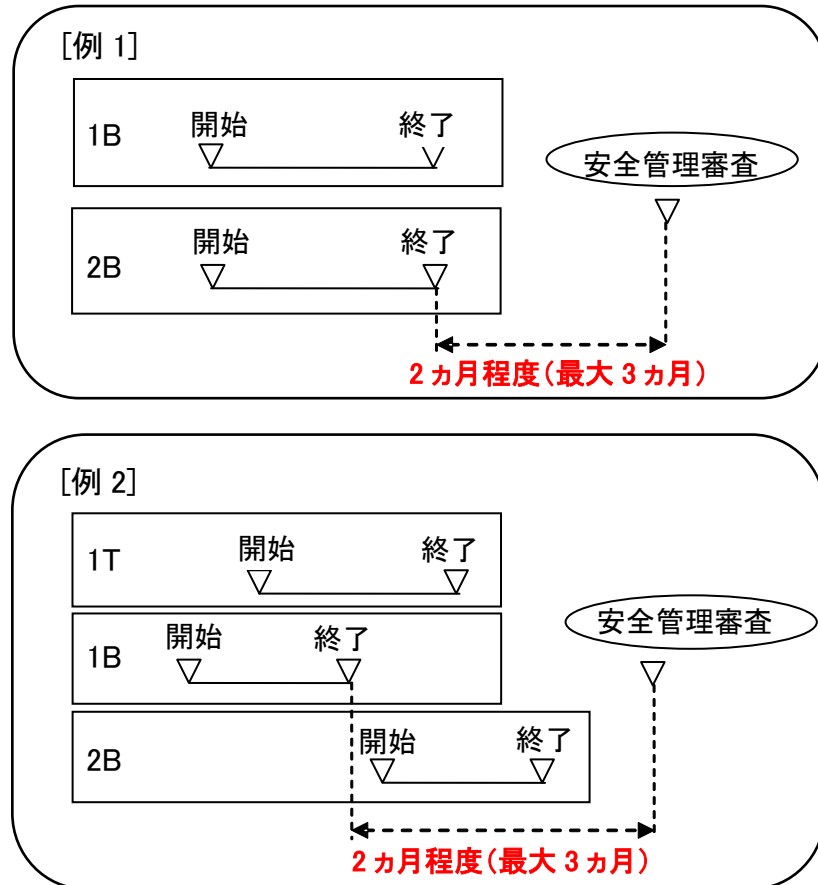 [例 1]
1B 開始 終了
安全管理審査
2B 開始 終了
2ヵ月程度(最大3ヵ月)
[例 2]
1T 開始 終了
1B 開始 終了
安全管理審査
2B 開始 終了
2ヵ月程度(最大3ヵ月)